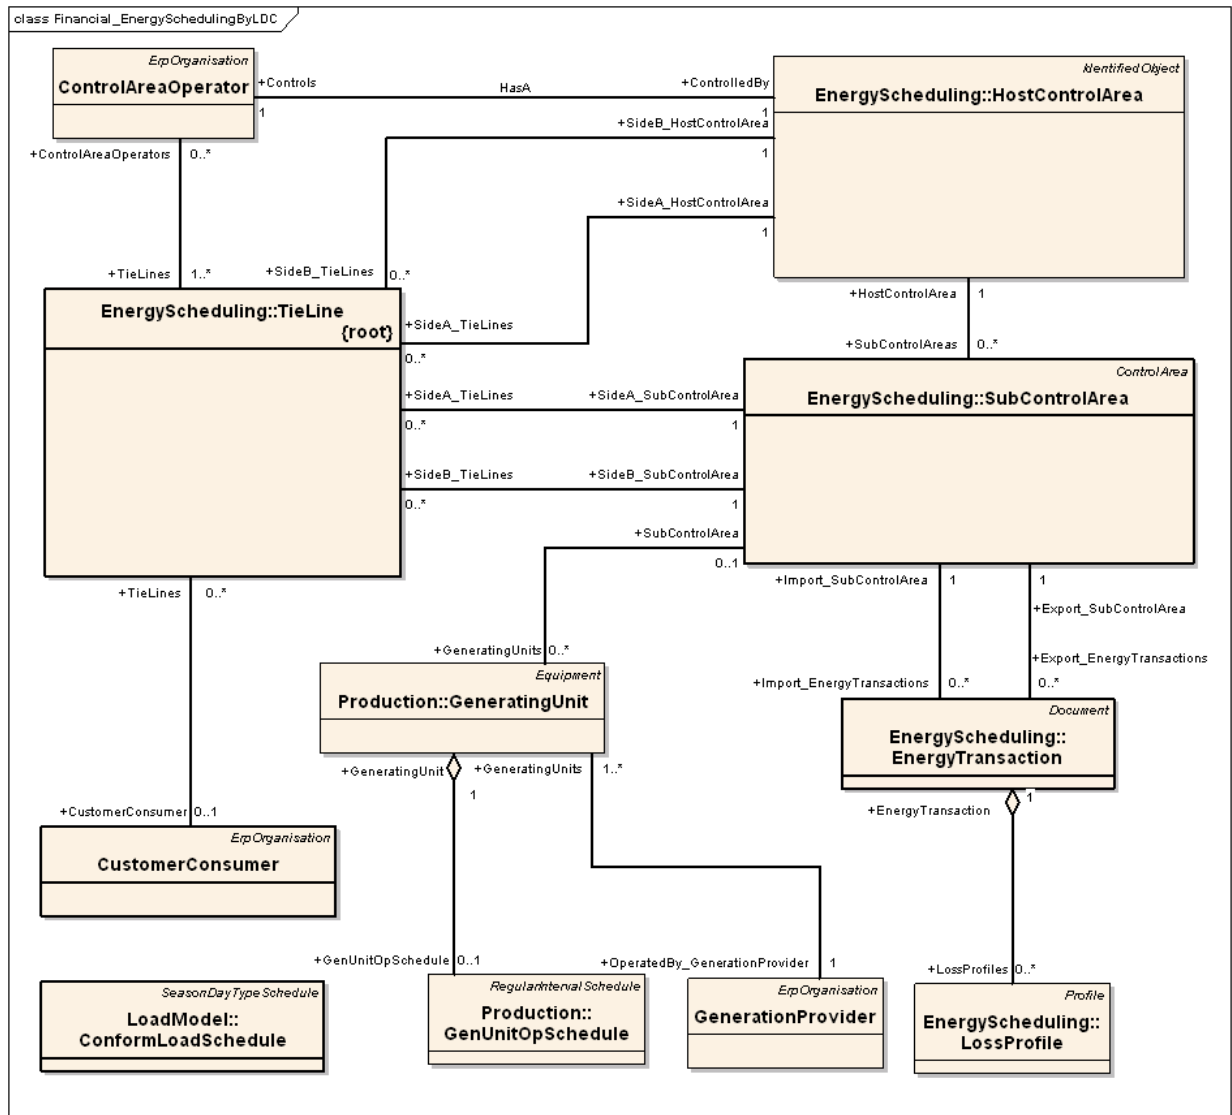 class Financial_EnergySchedulingByLDC
ErpOrganisation
ControlAreaOperator
+Controls
1
HasA
+ControlledBy
1
IdentifiedObject
EnergyScheduling::HostControlArea
+SideB_HostControlArea
1
+ControlAreaOperators
0..*
+SideA_HostControlArea
1
+TieLines
1..*
+SideB_TieLines
0..*
+HostControlArea
1
EnergyScheduling::TieLine
{root}
+SideA_TieLines
0..*
+SubControlAreas
0..*
ControlArea
EnergyScheduling::SubControlArea
+SideA_TieLines
0..*
+SideA_SubControlArea
1
+SideB_TieLines
0..*
+SideB_SubControlArea
1
+SubControlArea
0..1
+Import_SubControlArea
1
1
+Export_SubControlArea
+TieLines
0..*
+GeneratingUnits
0..*
+Export_EnergyTransactions
0..*
+Import_EnergyTransactions
0..*
Equipment
Production::GeneratingUnit
Document
EnergyScheduling::
EnergyTransaction
+GeneratingUnit
1
+GeneratingUnits
1..*
+EnergyTransaction
1
+CustomerConsumer
0..1
ErpOrganisation
CustomerConsumer
+GenUnitOpSchedule
0..1
+OperatedBy_GenerationProvider
1
+LossProfiles
0..*
SeasonDayTypeSchedule
LoadModel::
ConformLoadSchedule
RegularIntervalSchedule
Production::
GenUnitOpSchedule
ErpOrganisation
GenerationProvider
Profile
EnergyScheduling::
LossProfile